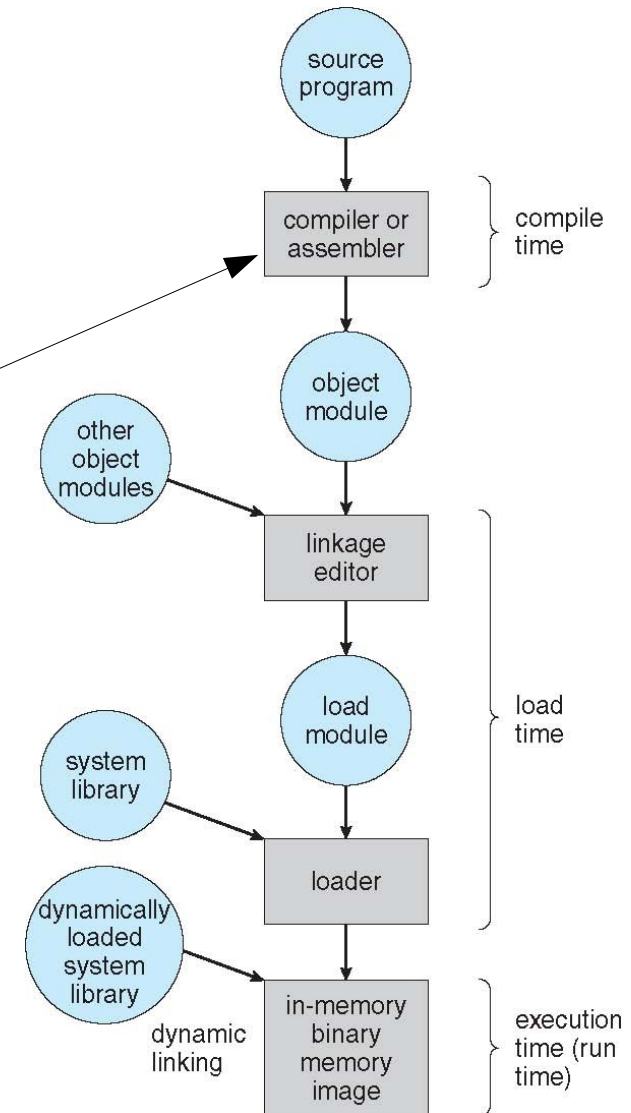 source
program
compiler or
assembler
compile
time
object
module
other
object
modules
linkage
editor
load
module
load
time
system
library
loader
dynamically
loaded
system
library
dynamic
linking
in-memory
binary
memory
image
execution
time (run
time)